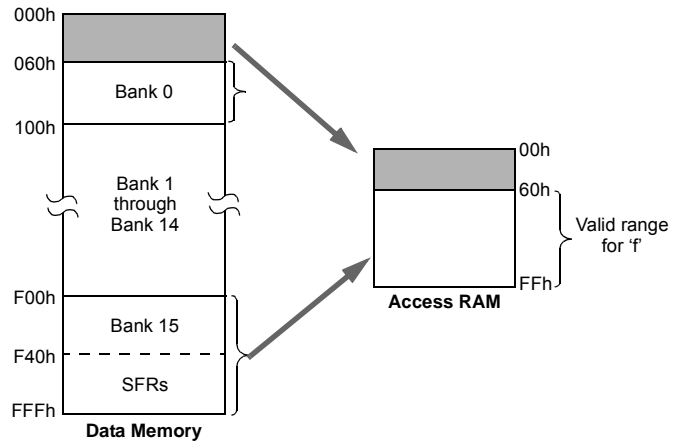 000h
060h
Bank 0
100h
Bank 1
through
Bank 14
F00h
Bank 15
F40h
SFRs
FFFh
Data Memory
00h
60h
Valid range
for ‘f’
FFh
Access RAM